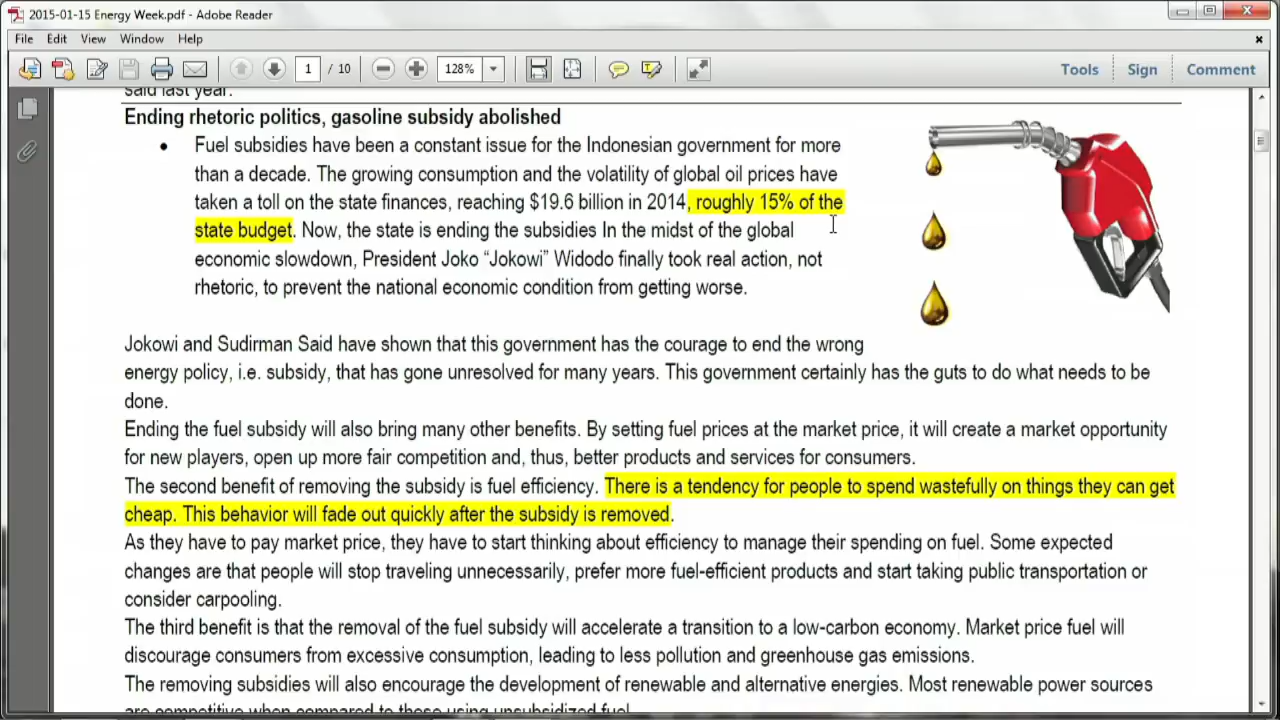 2015-01-15 Energy Week.pdf - Adobe Reader
File Edit View Window Help
1 / 10 128% Tools Sign Comment
said last year.
Ending rhetoric politics, gasoline subsidy abolished
• Fuel subsidies have been a constant issue for the Indonesian government for more
than a decade. The growing consumption and the volatility of global oil prices have
taken a toll on the state finances, reaching $19.6 billion in 2014, roughly 15% of the
state budget. Now, the state is ending the subsidies In the midst of the global
economic slowdown, President Joko “Jokowi” Widodo finally took real action, not
rhetoric, to prevent the national economic condition from getting worse.
Jokowi and Sudirman Said have shown that this government has the courage to end the wrong
energy policy, i.e. subsidy, that has gone unresolved for many years. This government certainly has the guts to do what needs to be
done.
Ending the fuel subsidy will also bring many other benefits. By setting fuel prices at the market price, it will create a market opportunity
for new players, open up more fair competition and, thus, better products and services for consumers.
The second benefit of removing the subsidy is fuel efficiency. There is a tendency for people to spend wastefully on things they can get
cheap. This behavior will fade out quickly after the subsidy is removed.
As they have to pay market price, they have to start thinking about efficiency to manage their spending on fuel. Some expected
changes are that people will stop traveling unnecessarily, prefer more fuel-efficient products and start taking public transportation or
consider carpooling.
The third benefit is that the removal of the fuel subsidy will accelerate a transition to a low-carbon economy. Market price fuel will
discourage consumers from excessive consumption, leading to less pollution and greenhouse gas emissions.
The removing subsidies will also encourage the development of renewable and alternative energies. Most renewable power sources
are competitive when compared to those using unsubsidized fuel.